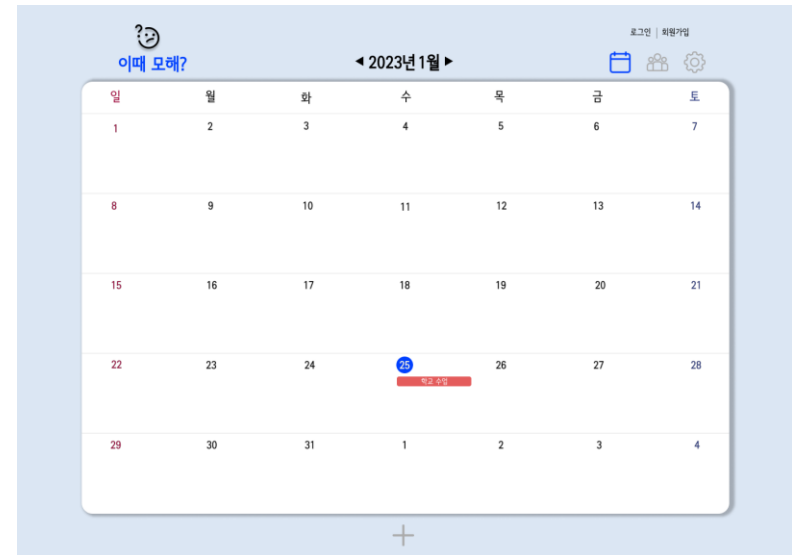 로그인 | 회원가입
이때 모해?
◀ 2023년 1월 ▶
일 월 화 수 목 금 토
1 2 3 4 5 6 7
8 9 10 11 12 13 14
15 16 17 18 19 20 21
22 23 24 25 26 27 28
학교 수업
29 30 31 1 2 3 4